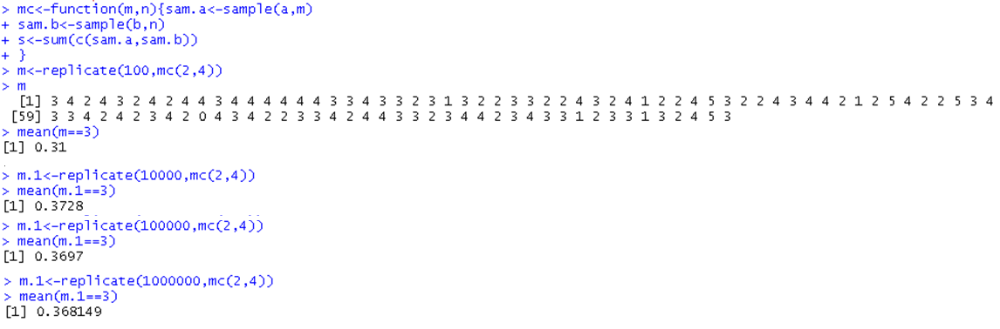 > mc<-function(m,n){sam.a<-sample(a,m)
+ sam.b<-sample(b,n)
+ s<-sum(c(sam.a,sam.b))
+ }
> m<-replicate(100,mc(2,4))
> m
[1] 3 4 2 4 3 2 4 2 4 4 3 4 4 4 4 4 4 3 3 4 3 3 2 3 1 3 2 2 3 3 2 2 4 3 2 4 1 2 2 4 5 3 2 2 4 3 4 4 2 1 2 5 4 2 2 5 3 4
[59] 3 3 4 2 4 2 3 4 2 0 4 3 4 2 2 3 3 4 2 4 4 3 3 2 3 4 4 2 3 4 3 3 1 2 3 3 1 3 2 4 5 3
> mean(m==3)
[1] 0.31
> m.1<-replicate(10000,mc(2,4))
> mean(m.1==3)
[1] 0.3728
> m.1<-replicate(100000,mc(2,4))
> mean(m.1==3)
[1] 0.3697
> m.1<-replicate(1000000,mc(2,4))
> mean(m.1==3)
[1] 0.368149